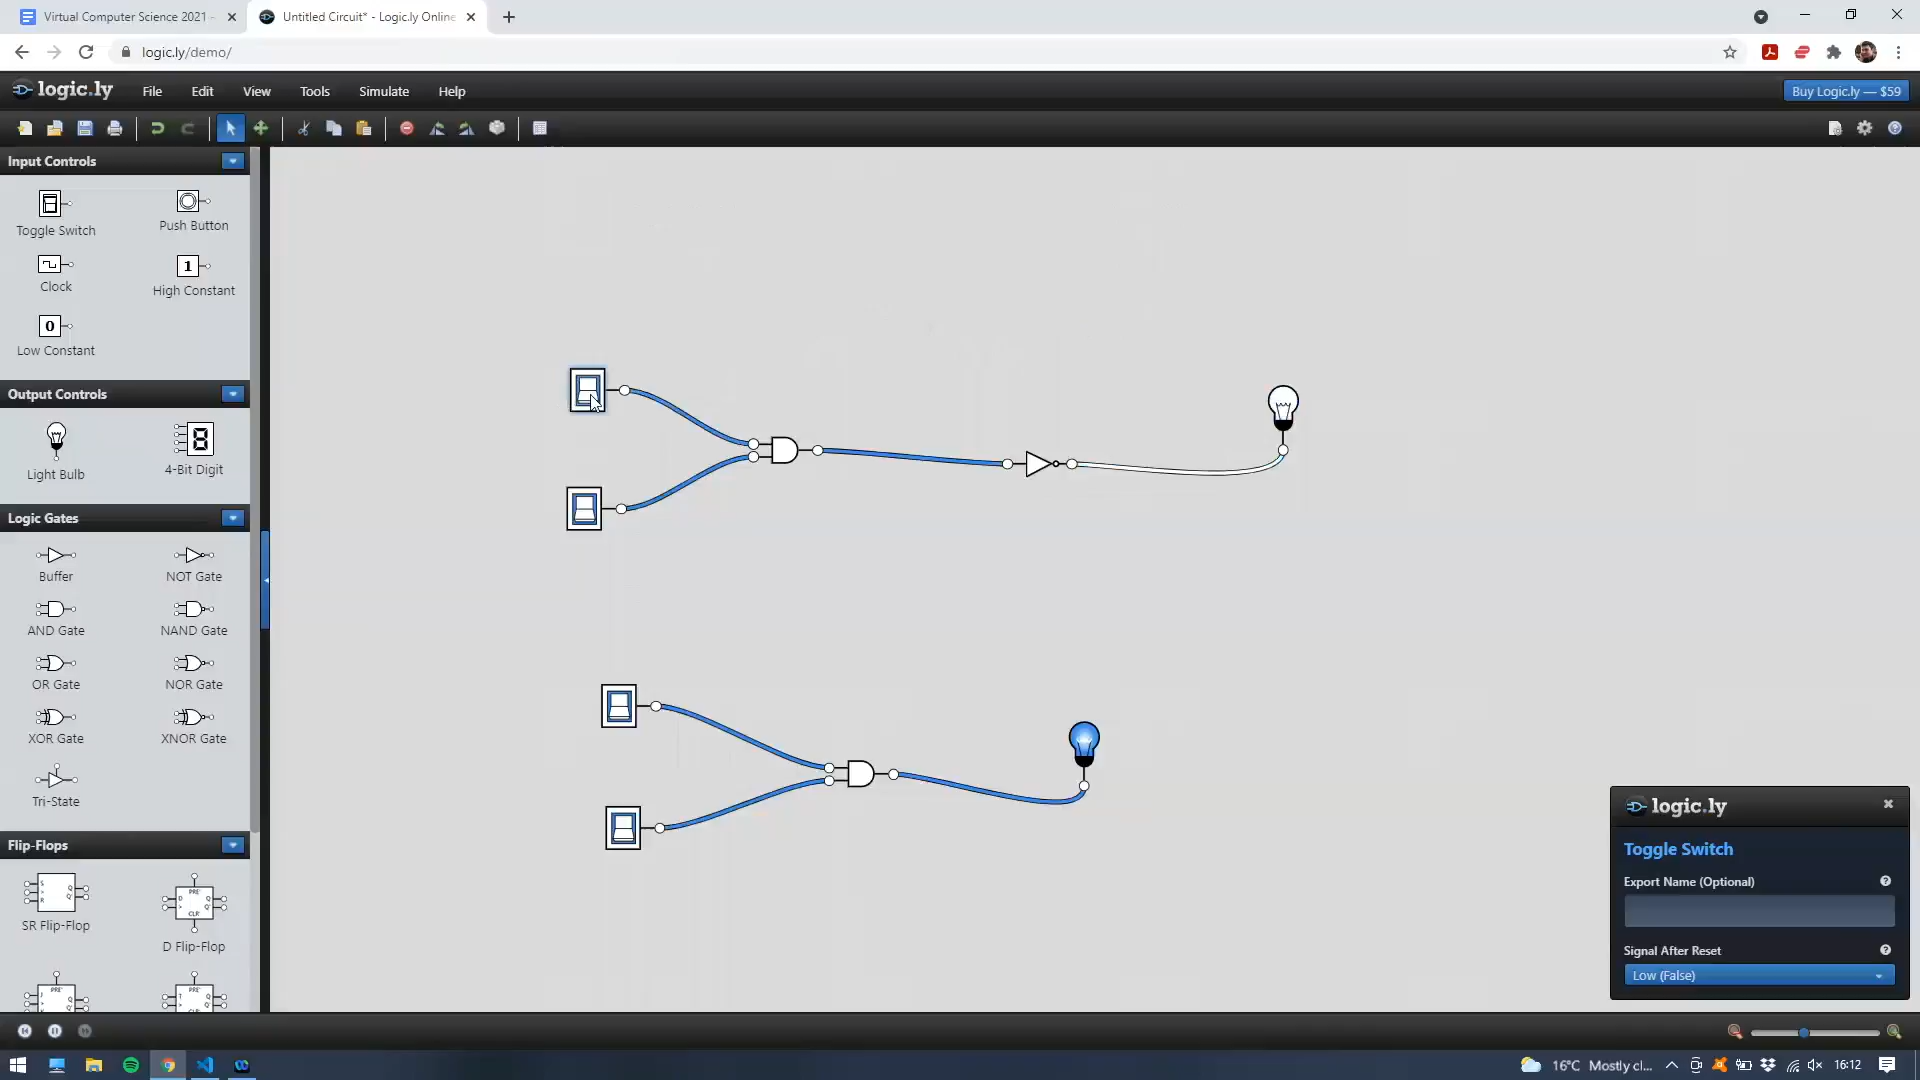 Virtual Computer Science 2021 -
Untitled Circuit* - Logic.ly Online
logic.ly/demo/
logic.ly File Edit View Tools Simulate Help Buy Logic.ly — $59
Input Controls
Toggle Switch Push Button
Clock 1 High Constant
0
Low Constant
Output Controls
Light Bulb 4-Bit Digit
Logic Gates
Buffer NOT Gate
AND Gate NAND Gate
OR Gate NOR Gate
XOR Gate XNOR Gate
Tri-State
Flip-Flops
SR Flip-Flop D Flip-Flop
logic.ly
Toggle Switch
Export Name (Optional)
Signal After Reset
Low (False)
16°C Mostly cl... 16:12